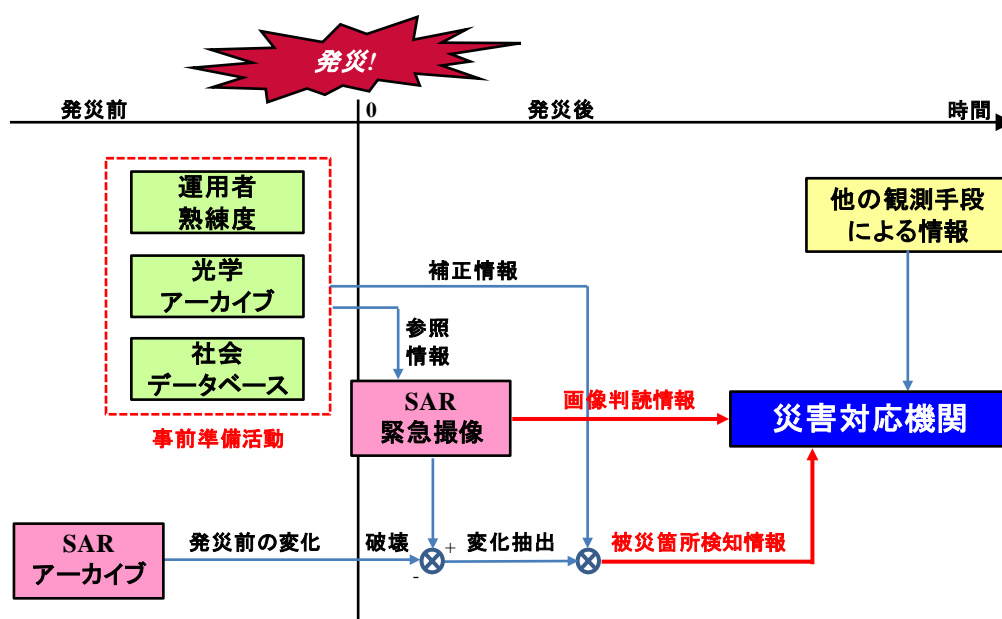 発災!
発災前
0
発災後
時間
運用者
熟練度
他の観測手段
による情報
光学
アーカイブ
補正情報
参照
情報
社会
データベース
SAR
緊急撮像
画像判読情報
災害対応機関
事前準備活動
SAR
アーカイブ
発災前の変化
破壊
+
-
変化抽出
被災箇所検知情報